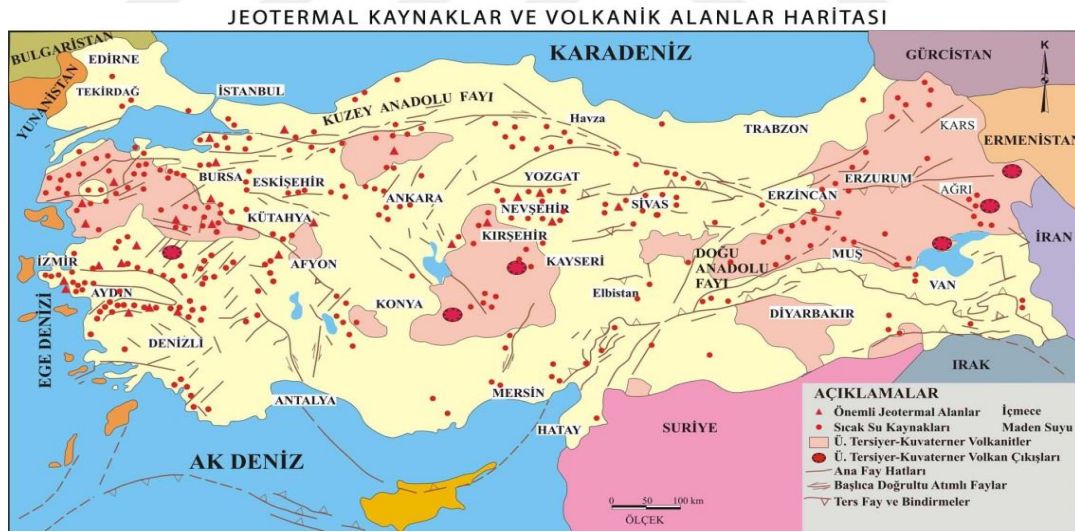 JEOTERMAL KAYNAKLAR VE VOLKANİK ALANLAR HARİTASI
BULGARİSTAN
EDİRNE
KARADENİZ
GÜRCİSTAN
K
YUNANİSTAN
TEKİRDAĞ
İSTANBUL
KUZEY ANADOLU FAYI
Havza
TRABZON
KARS
ERMENİSTAN
BURSA
ESKİŞEHİR
ANKARA
YOZGAT
SİVAS
ERZİNCAN
ERZURUM
AĞRI
KÜTAHYA
NEVŞEHİR
KIRŞEHİR
İRAN
İZMİR
AFYON
KAYSERİ
DOĞU
ANADOLU
FAYI
MUŞ
VAN
AYDIN
KONYA
Elbistan
DİYARBAKIR
EGE DENİZİ
DENİZLİ
IRAK
ANTALYA
MERSİN
HATAY
SURİYE
AK DENİZ
AÇIKLAMALAR
Önemli Jeotermal Alanlar İçmece
Sıcak Su Kaynakları Maden Suyu
Ü. Tersiyer-Kuvaterner Volkanitler
Ü. Tersiyer-Kuvaterner Volkan Çıkışları
Ana Fay Hatları
Başlıca Doğrultu Atımlı Faylar
Ters Fay ve Bindirmeler
0 50 100 km
ÖLÇEK